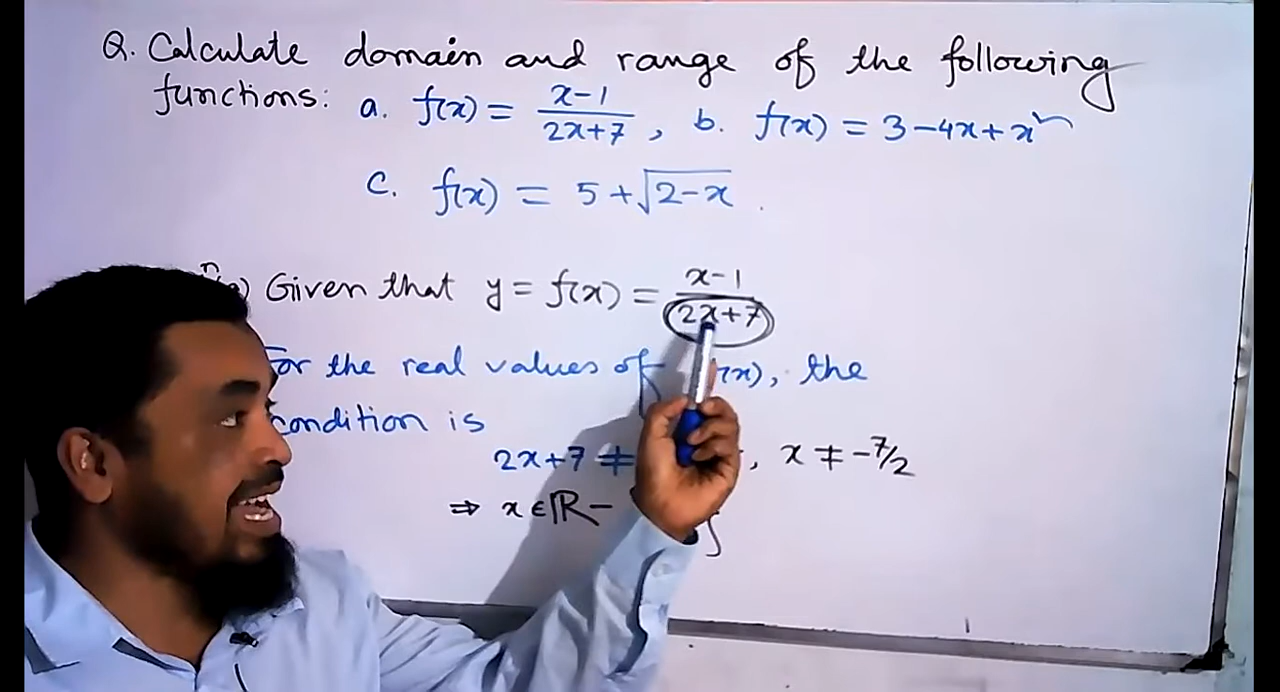 Q. Calculate domain and range of the following
functions: a. f(x) = (x-1)/(2x+7), b. f(x) = 3-4x+x²
c. f(x) = 5+√(2-x).
Given that y = f(x) = (x-1)/(2x+7)
For the real values of f(x), the
condition is
2x+7 ≠ , x ≠ -7/2
⇒ x ∈ ℝ -